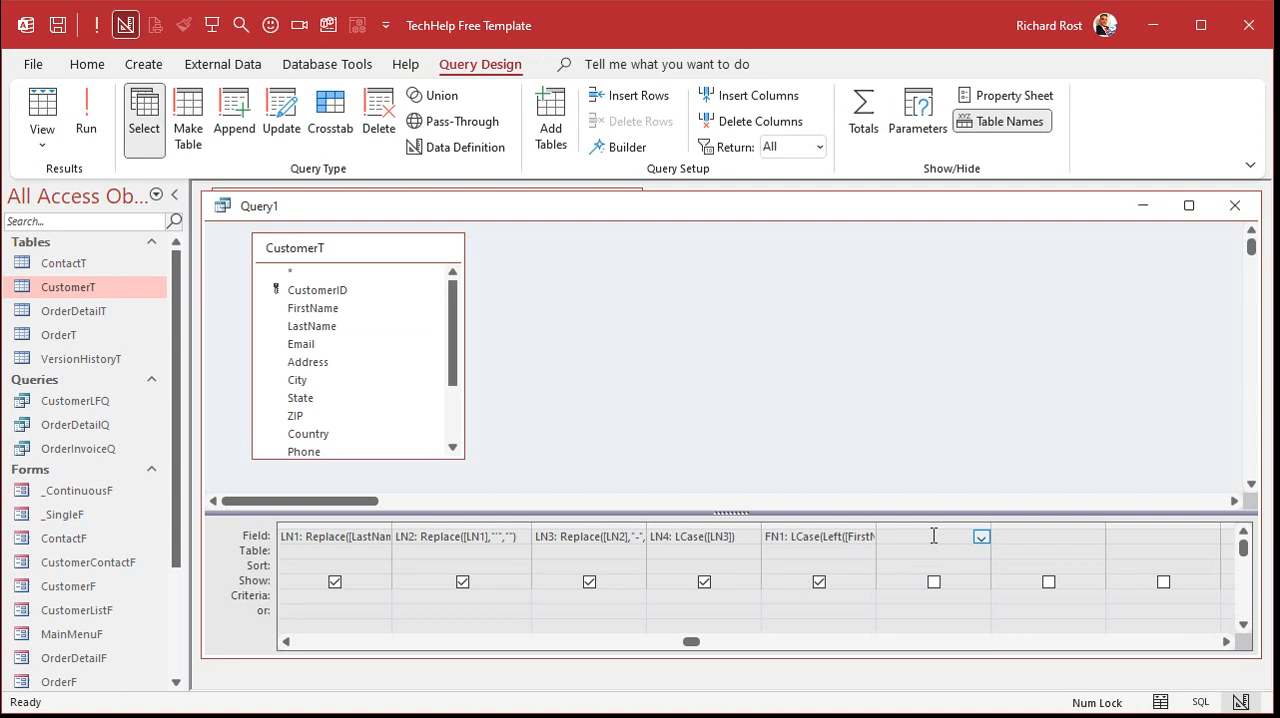 TechHelp Free Template
Richard Rost
File Home Create External Data Database Tools Help Query Design Tell me what you want to do
View
Run
Results
Select
Make Table
Append
Update
Crosstab
Delete
Union
Pass-Through
Data Definition
Query Type
Add Tables
Insert Rows
Delete Rows
Builder
Insert Columns
Delete Columns
Return: All
Query Setup
Totals
Parameters
Property Sheet
XYZ Table Names
Show/Hide
All Access Ob...
Search...
Tables
ContactT
CustomerT
OrderDetailT
OrderT
VersionHistoryT
Queries
CustomerLFQ
OrderDetailQ
OrderInvoiceQ
Forms
_ContinuousF
_SingleF
ContactF
CustomerContactF
CustomerF
CustomerListF
MainMenuF
OrderDetailF
OrderF
Query1
CustomerT
*
CustomerID
FirstName
LastName
Email
Address
City
State
ZIP
Country
Phone
Field: LN1: Replace([LastNam LN2: Replace([LN1],"'","") LN3: Replace([LN2],"-", LN4: LCase([LN3]) FN1: LCase(Left([FirstN
Table:
Sort:
Show:
Criteria:
or:
Ready
Num Lock
SQL